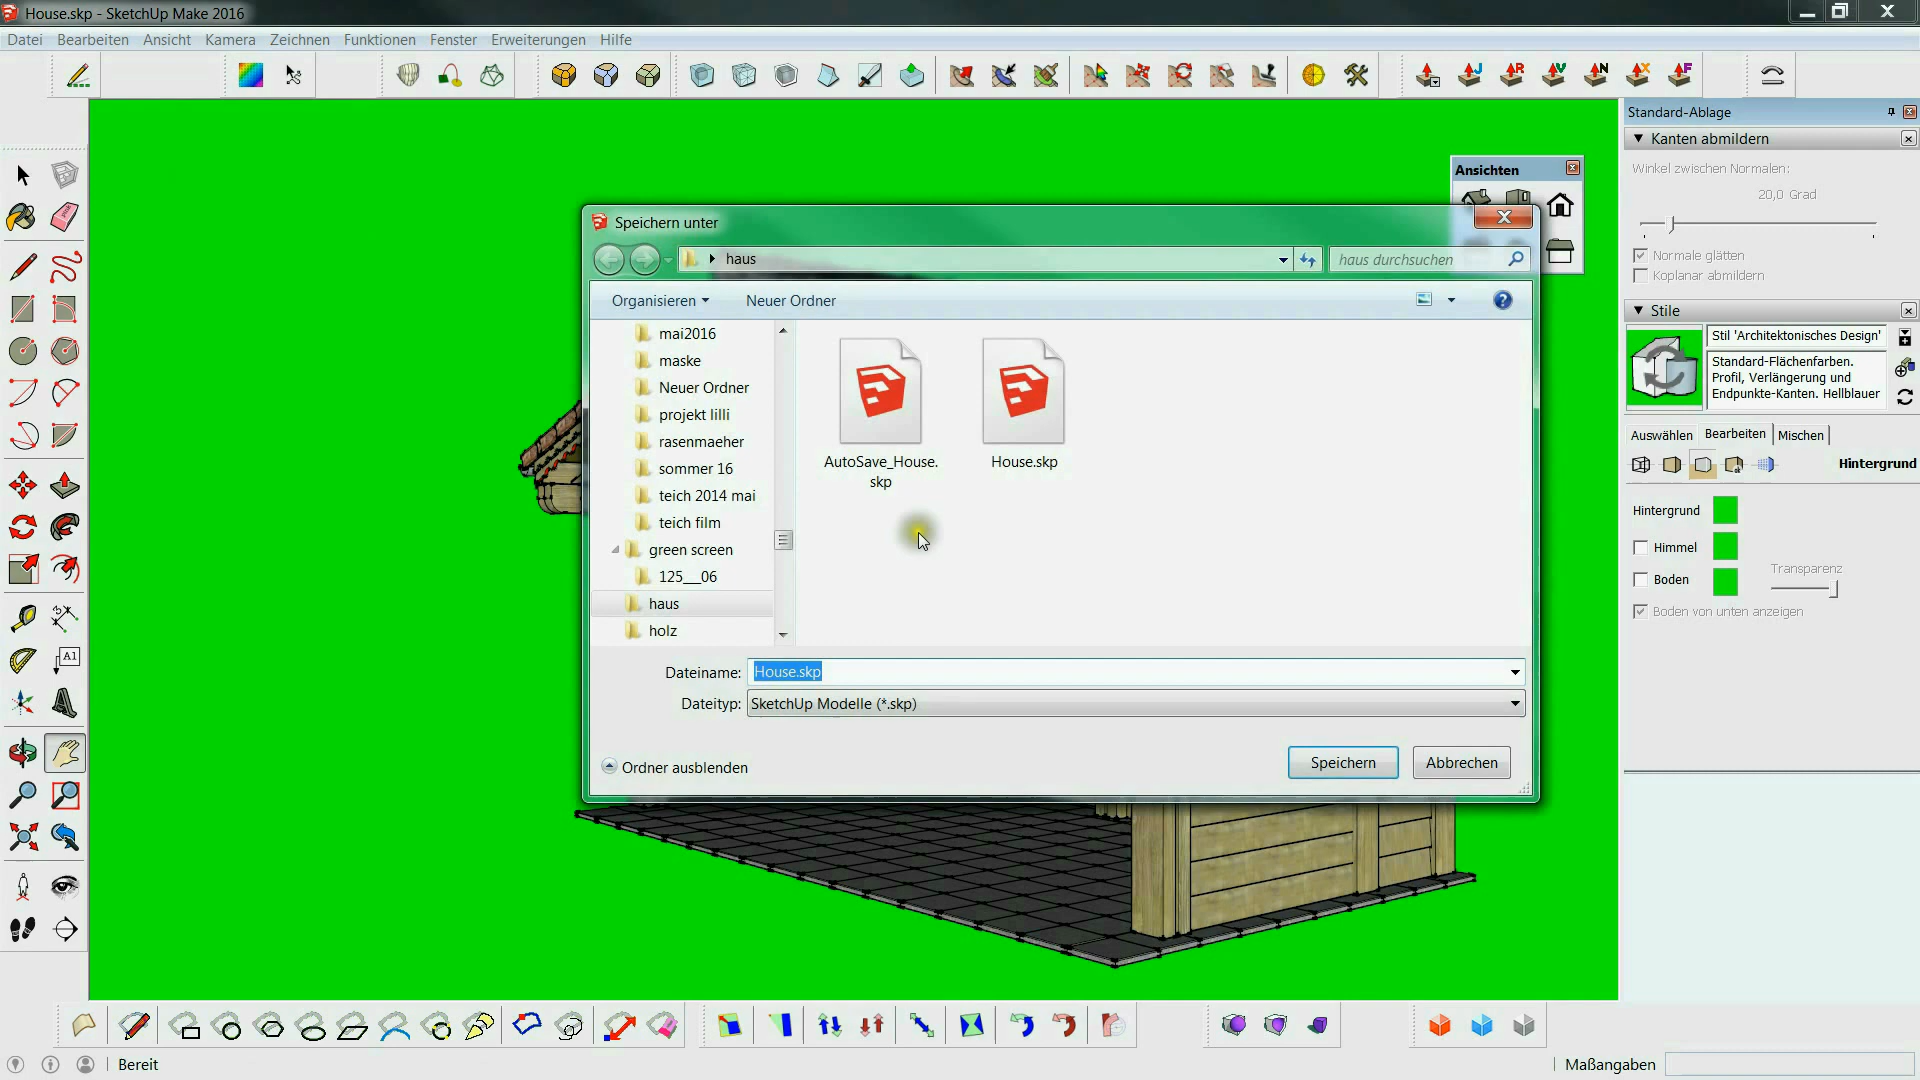 House.skp - SketchUp Make 2016
Datei Bearbeiten Ansicht Kamera Zeichnen Funktionen Fenster Erweiterungen Hilfe
Standard-Ablage
Kanten abmildern
Winkel zwischen Normalen:
20,0 Grad
Normale glätten
Koplanar abmildern
Stile
Stil 'Architektonisches Design'
Standard-Flächenfarben.
Profil, Verlängerung und
Endpunkte-Kanten. Hellblauer
Auswählen Bearbeiten Mischen
Hintergrund
Hintergrund
Himmel
Boden
Transparenz
Boden von unten anzeigen
Ansichten
Speichern unter
haus
haus durchsuchen
Organisieren Neuer Ordner
mai2016
maske
Neuer Ordner
projekt lilli
rasenmaeher
sommer 16
teich 2014 mai
teich film
green screen
125__06
haus
holz
AutoSave_House.
skp
House.skp
Dateiname: House.skp
Dateityp: SketchUp Modelle (*.skp)
Ordner ausblenden
Speichern Abbrechen
A1
J R V N X F
Bereit
Maßangaben